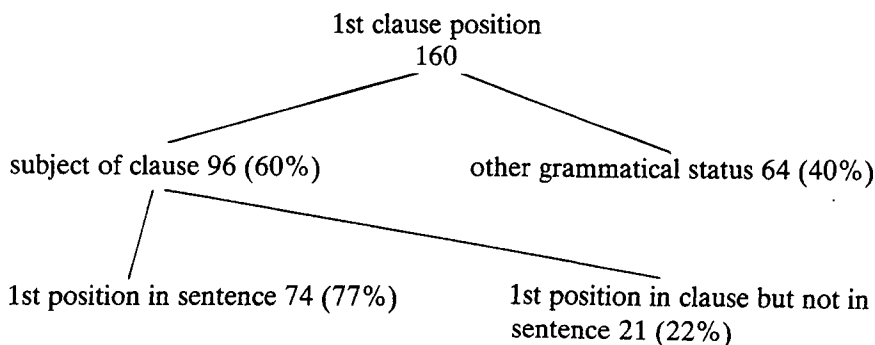 1st clause position
160
subject of clause 96 (60%)
other grammatical status 64 (40%)
1st position in sentence 74 (77%)
1st position in clause but not in
sentence 21 (22%)